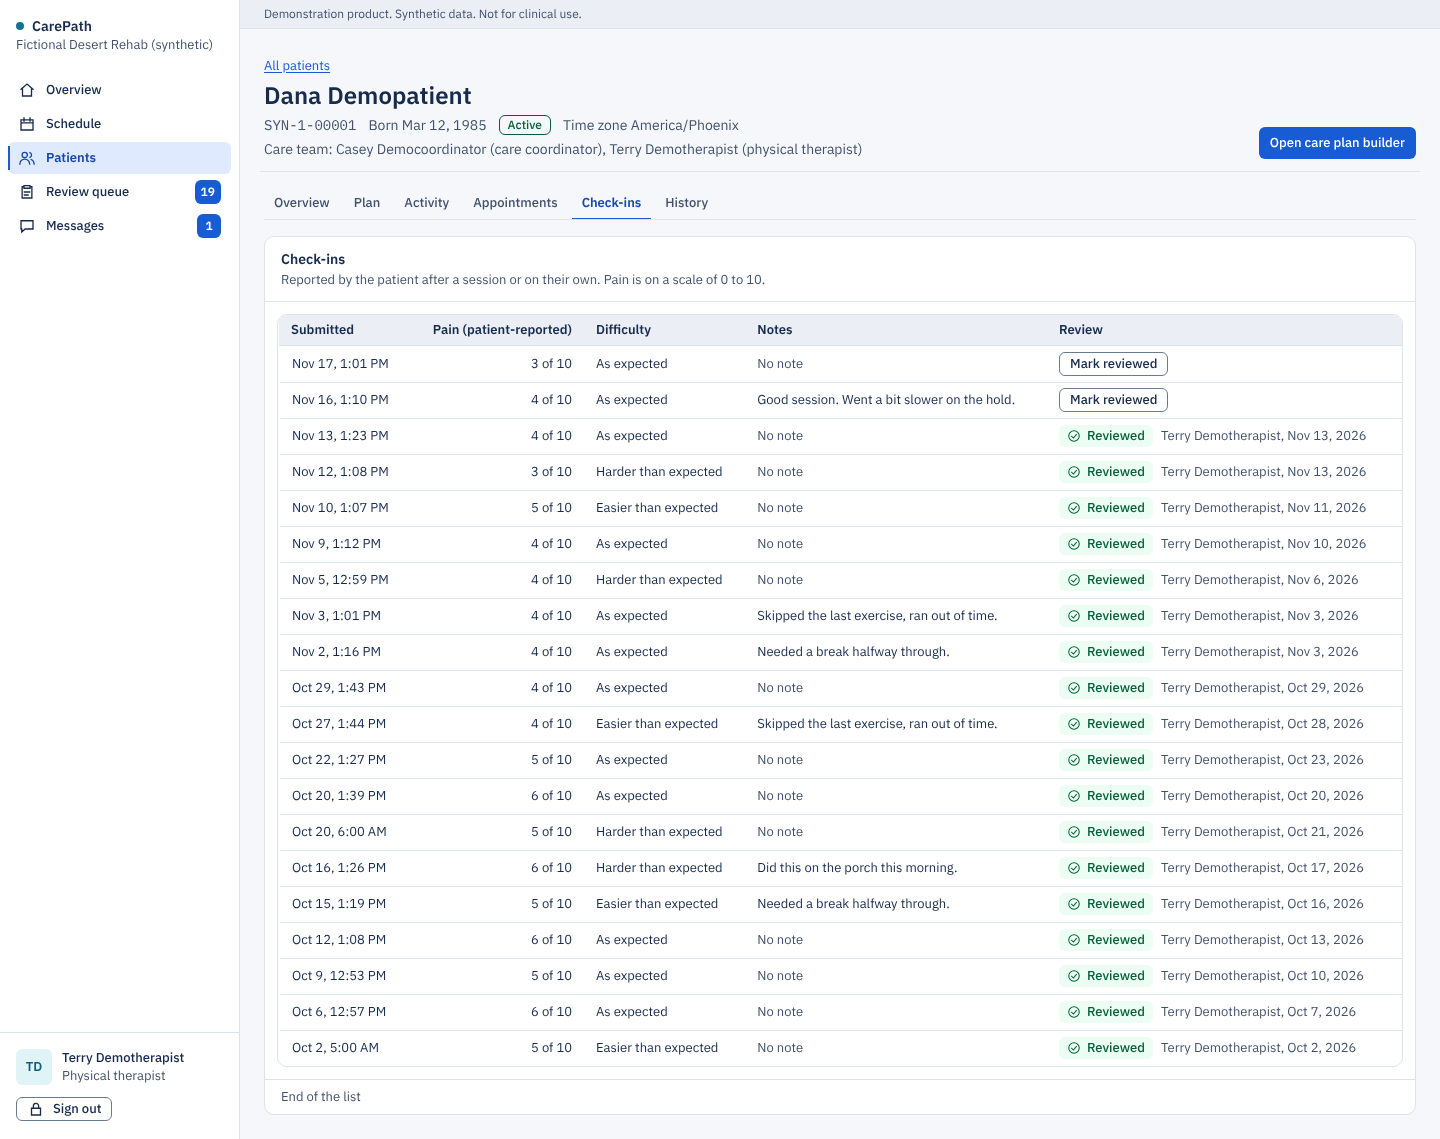 CarePath
Fictional Desert Rehab (synthetic)
Overview
Schedule
Patients
Review queue 19
Messages 1
Terry Demotherapist
TD
Physical therapist
Sign out
Demonstration product. Synthetic data. Not for clinical use.
All patients
Dana Demopatient
SYN-1-00001 Born Mar 12, 1985 Active Time zone America/Phoenix
Care team: Casey Democoordinator (care coordinator), Terry Demotherapist (physical therapist)
Open care plan builder
Overview Plan Activity Appointments Check-ins History
Check-ins
Reported by the patient after a session or on their own. Pain is on a scale of 0 to 10.
Submitted Pain (patient-reported) Difficulty Notes Review
Nov 17, 1:01 PM 3 of 10 As expected No note Mark reviewed
Nov 16, 1:10 PM 4 of 10 As expected Good session. Went a bit slower on the hold. Mark reviewed
Nov 13, 1:23 PM 4 of 10 As expected No note Reviewed Terry Demotherapist, Nov 13, 2026
Nov 12, 1:08 PM 3 of 10 Harder than expected No note Reviewed Terry Demotherapist, Nov 13, 2026
Nov 10, 1:07 PM 5 of 10 Easier than expected No note Reviewed Terry Demotherapist, Nov 11, 2026
Nov 9, 1:12 PM 4 of 10 As expected No note Reviewed Terry Demotherapist, Nov 10, 2026
Nov 5, 12:59 PM 4 of 10 Harder than expected No note Reviewed Terry Demotherapist, Nov 6, 2026
Nov 3, 1:01 PM 4 of 10 As expected Skipped the last exercise, ran out of time. Reviewed Terry Demotherapist, Nov 3, 2026
Nov 2, 1:16 PM 4 of 10 As expected Needed a break halfway through. Reviewed Terry Demotherapist, Nov 3, 2026
Oct 29, 1:43 PM 4 of 10 As expected No note Reviewed Terry Demotherapist, Oct 29, 2026
Oct 27, 1:44 PM 4 of 10 Easier than expected Skipped the last exercise, ran out of time. Reviewed Terry Demotherapist, Oct 28, 2026
Oct 22, 1:27 PM 5 of 10 As expected No note Reviewed Terry Demotherapist, Oct 23, 2026
Oct 20, 1:39 PM 6 of 10 As expected No note Reviewed Terry Demotherapist, Oct 20, 2026
Oct 20, 6:00 AM 5 of 10 Harder than expected No note Reviewed Terry Demotherapist, Oct 21, 2026
Oct 16, 1:26 PM 6 of 10 Harder than expected Did this on the porch this morning. Reviewed Terry Demotherapist, Oct 17, 2026
Oct 15, 1:19 PM 5 of 10 Easier than expected Needed a break halfway through. Reviewed Terry Demotherapist, Oct 16, 2026
Oct 12, 1:08 PM 6 of 10 As expected No note Reviewed Terry Demotherapist, Oct 13, 2026
Oct 9, 12:53 PM 5 of 10 As expected No note Reviewed Terry Demotherapist, Oct 10, 2026
Oct 6, 12:57 PM 6 of 10 As expected No note Reviewed Terry Demotherapist, Oct 7, 2026
Oct 2, 5:00 AM 5 of 10 Easier than expected No note Reviewed Terry Demotherapist, Oct 2, 2026
End of the list